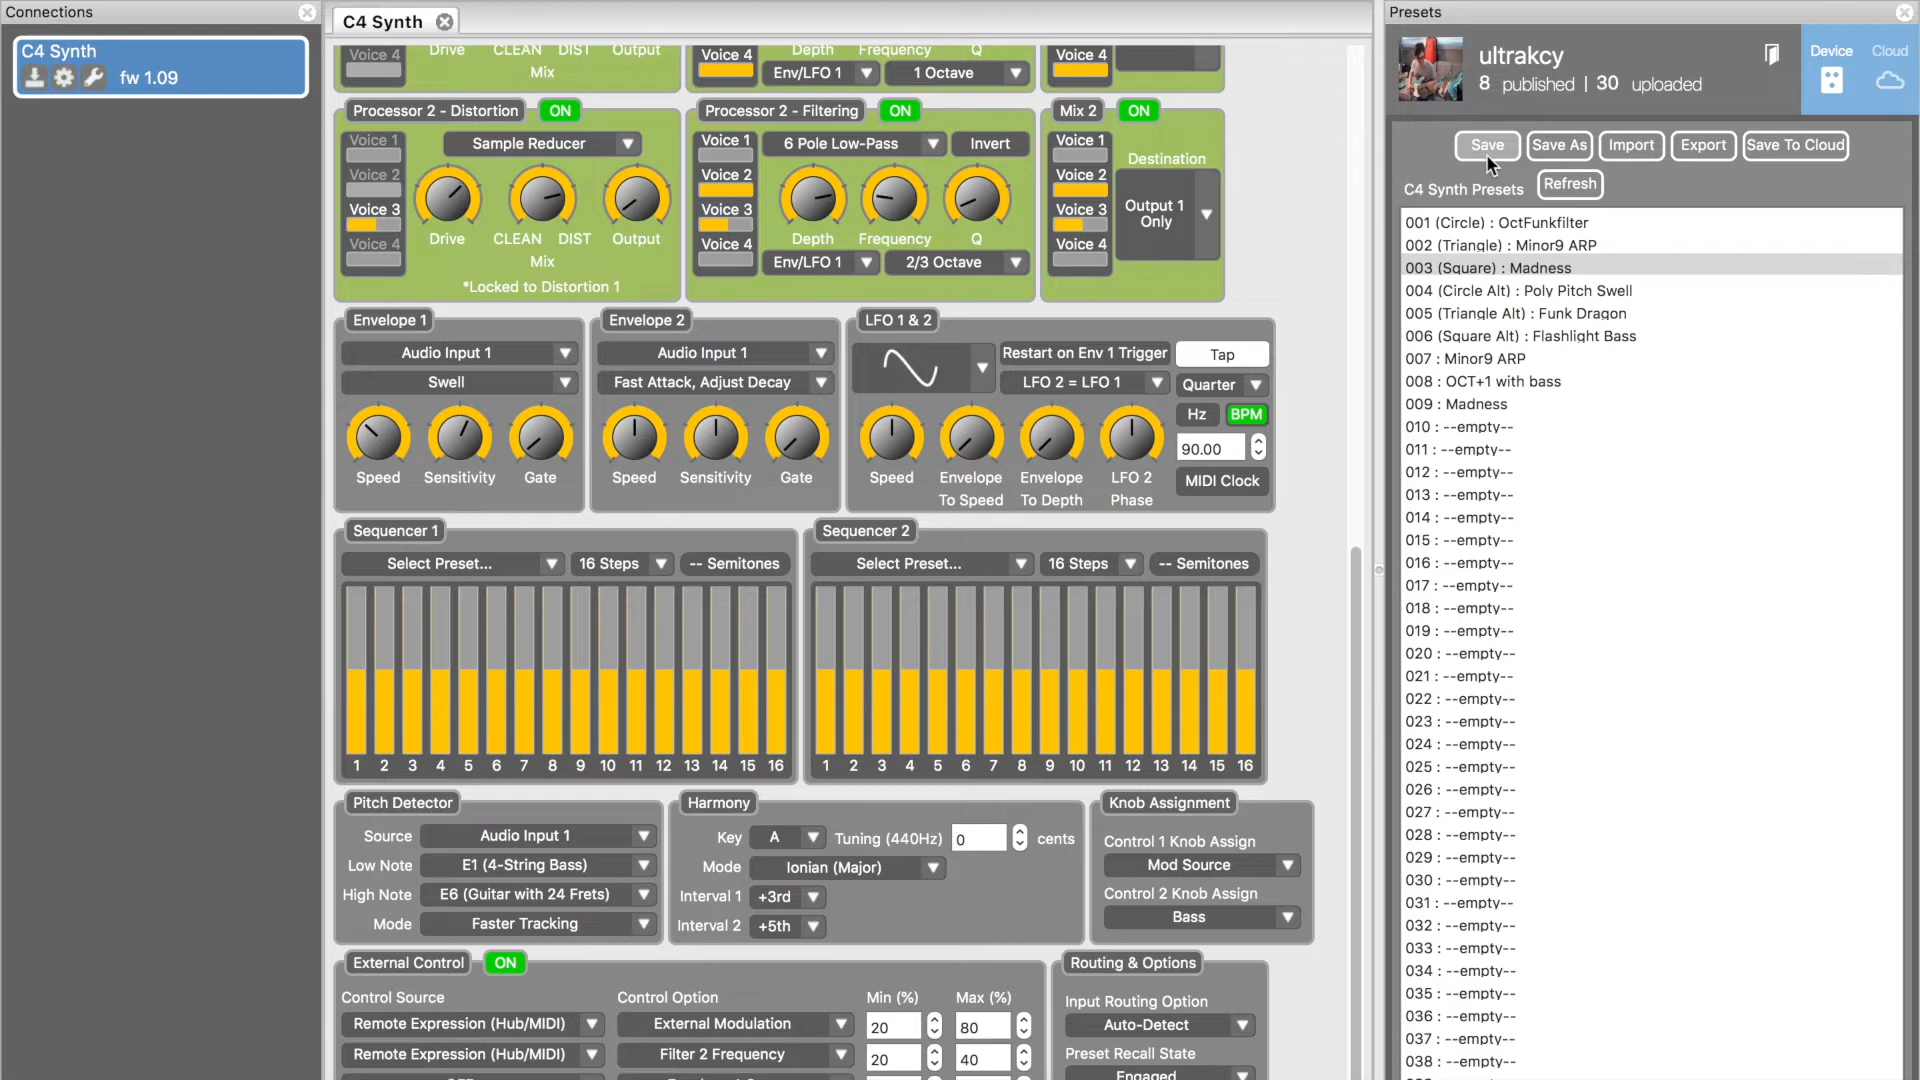 Connections
C4 Synth
fw 1.09
C4 Synth
Voice 4
Drive CLEAN DIST Output
Mix
Voice 4
Depth Frequency Q
Env/LFO 1 1 Octave
Voice 4
Processor 2 - Distortion ON
Voice 1
Voice 2
Voice 3
Voice 4
Sample Reducer
Drive CLEAN DIST Output
Mix
*Locked to Distortion 1
Processor 2 - Filtering ON
Voice 1
Voice 2
Voice 3
Voice 4
6 Pole Low-Pass Invert
Depth Frequency Q
Env/LFO 1 2/3 Octave
Mix 2 ON
Voice 1
Voice 2
Voice 3
Voice 4
Destination
Output 1
Only
Envelope 1
Audio Input 1
Swell
Speed Sensitivity Gate
Envelope 2
Audio Input 1
Fast Attack, Adjust Decay
Speed Sensitivity Gate
LFO 1 & 2
Restart on Env 1 Trigger Tap
LFO 2 = LFO 1 Quarter
Hz BPM
90.00
MIDI Clock
Speed Envelope Envelope LFO 2
To Speed To Depth Phase
Sequencer 1
Select Preset... 16 Steps -- Semitones
1 2 3 4 5 6 7 8 9 10 11 12 13 14 15 16
Sequencer 2
Select Preset... 16 Steps -- Semitones
1 2 3 4 5 6 7 8 9 10 11 12 13 14 15 16
Pitch Detector
Source Audio Input 1
Low Note E1 (4-String Bass)
High Note E6 (Guitar with 24 Frets)
Mode Faster Tracking
Harmony
Key A Tuning (440Hz) 0 cents
Mode Ionian (Major)
Interval 1 +3rd
Interval 2 +5th
Knob Assignment
Control 1 Knob Assign
Mod Source
Control 2 Knob Assign
Bass
External Control ON
Control Source Control Option Min (%) Max (%)
Remote Expression (Hub/MIDI) External Modulation 20 80
Remote Expression (Hub/MIDI) Filter 2 Frequency 20 40
Routing & Options
Input Routing Option
Auto-Detect
Preset Recall State
Engaged
Presets
ultrakcy
8 published | 30 uploaded
Device Cloud
Save Save As Import Export Save To Cloud
C4 Synth Presets Refresh
001 (Circle) : OctFunkfilter
002 (Triangle) : Minor9 ARP
003 (Square) : Madness
004 (Circle Alt) : Poly Pitch Swell
005 (Triangle Alt) : Funk Dragon
006 (Square Alt) : Flashlight Bass
007 : Minor9 ARP
008 : OCT+1 with bass
009 : Madness
010 : --empty--
011 : --empty--
012 : --empty--
013 : --empty--
014 : --empty--
015 : --empty--
016 : --empty--
017 : --empty--
018 : --empty--
019 : --empty--
020 : --empty--
021 : --empty--
022 : --empty--
023 : --empty--
024 : --empty--
025 : --empty--
026 : --empty--
027 : --empty--
028 : --empty--
029 : --empty--
030 : --empty--
031 : --empty--
032 : --empty--
033 : --empty--
034 : --empty--
035 : --empty--
036 : --empty--
037 : --empty--
038 : --empty--